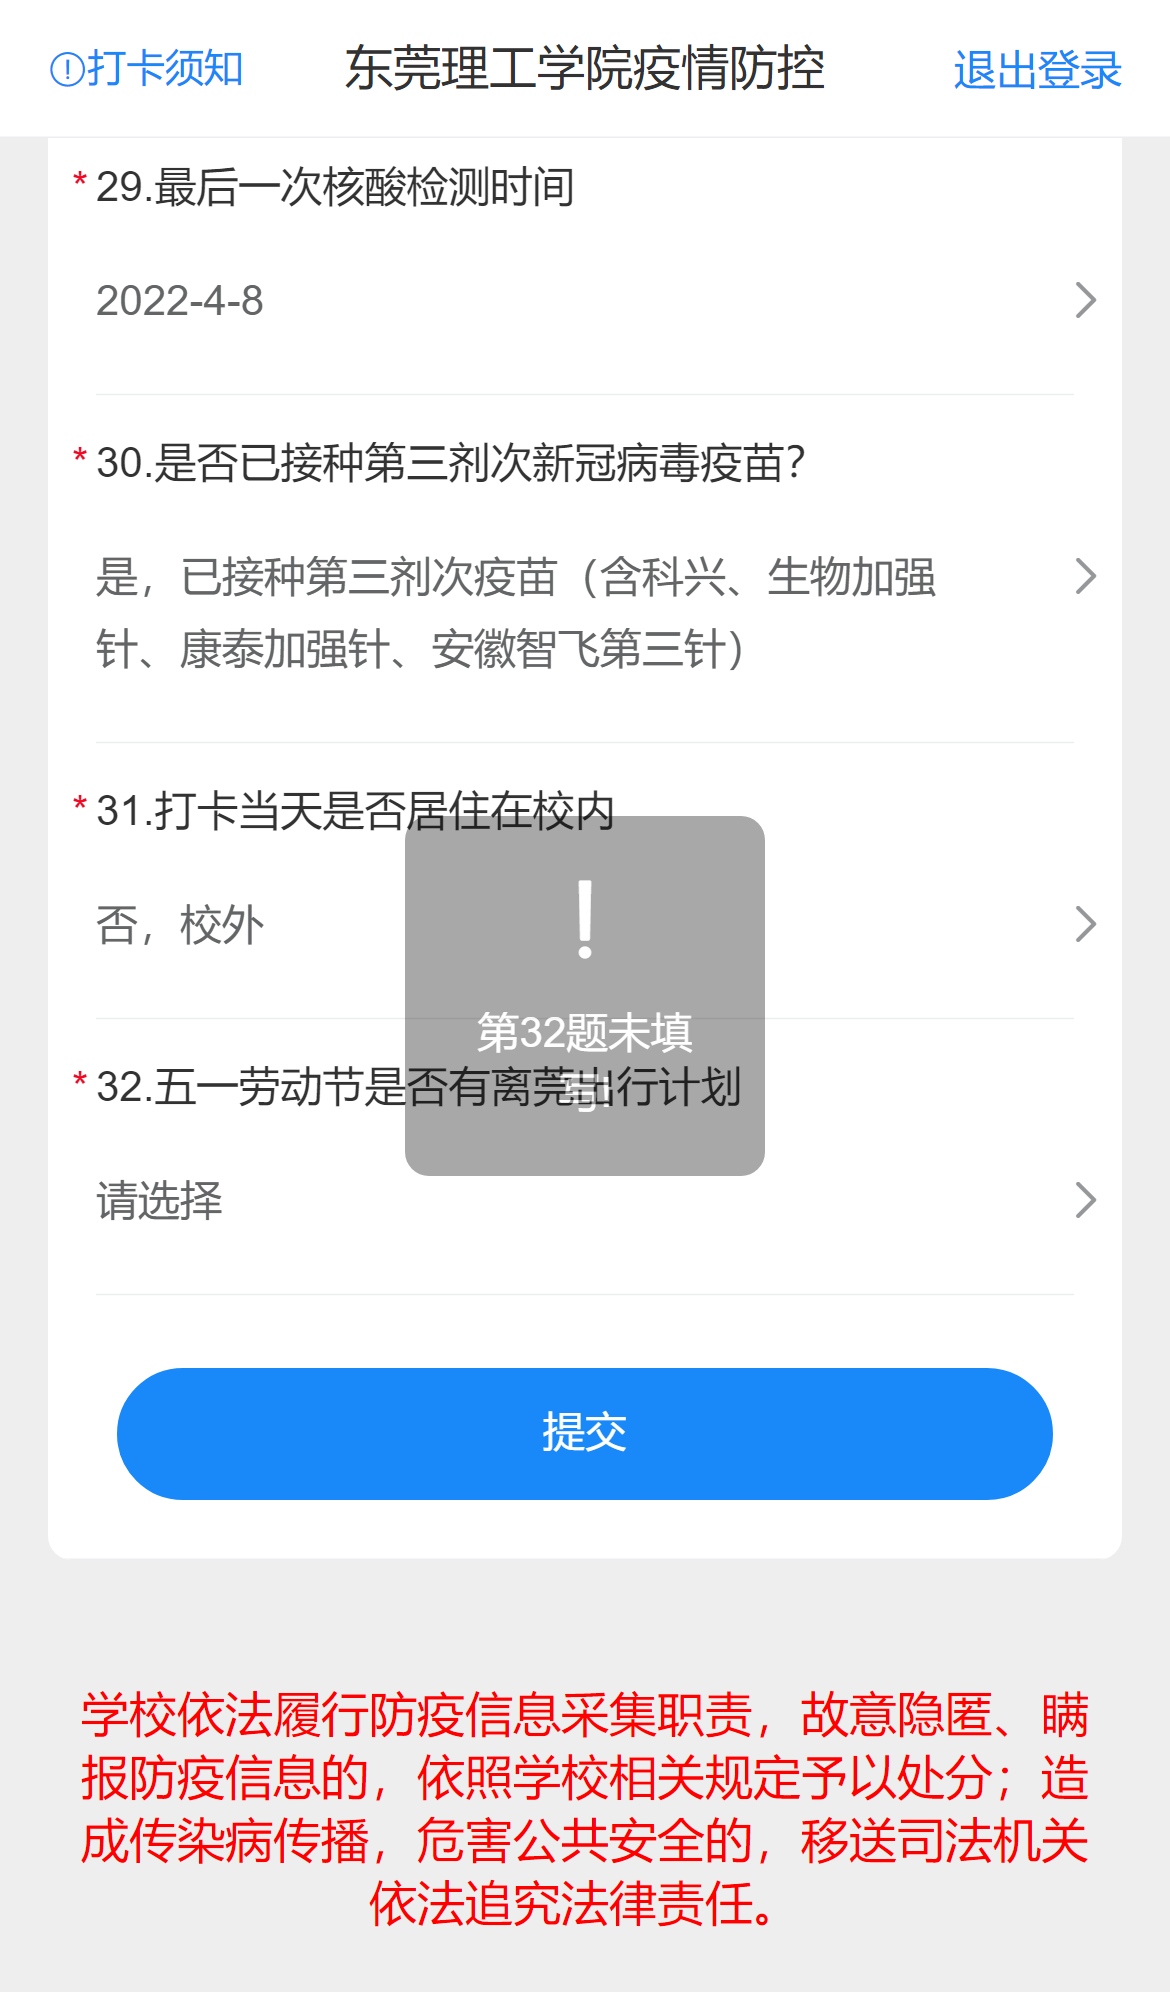 打卡须知
东莞理工学院疫情防控
退出登录
* 29.最后一次核酸检测时间
2022-4-8
* 30.是否已接种第三剂次新冠病毒疫苗？
是，已接种第三剂次疫苗（含科兴、生物加强
针、康泰加强针、安徽智飞第三针）
* 31.打卡当天是否居住在校内
否，校外
第32题未填
写!
* 32.五一劳动节是否有离莞出行计划
请选择
提交
学校依法履行防疫信息采集职责，故意隐匿、瞒
报防疫信息的，依照学校相关规定予以处分；造
成传染病传播，危害公共安全的，移送司法机关
依法追究法律责任。